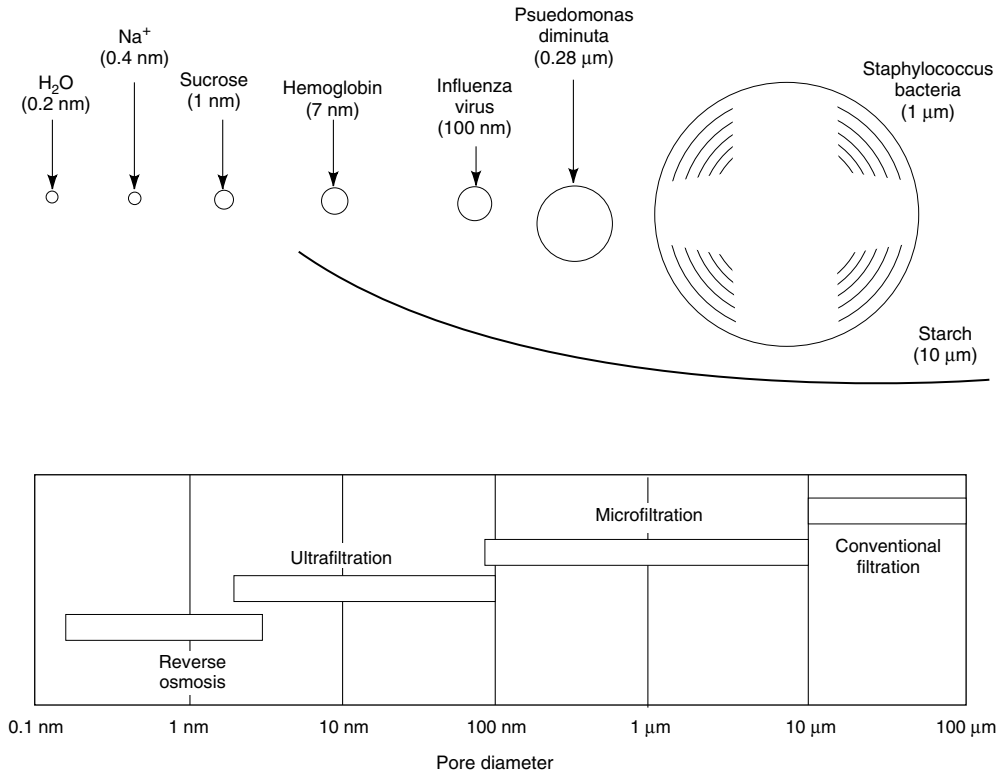 H₂O
(0.2 nm)
Na⁺
(0.4 nm)
Sucrose
(1 nm)
Hemoglobin
(7 nm)
Influenza
virus
(100 nm)
Psuedomonas
diminuta
(0.28 μm)
Staphylococcus
bacteria
(1 μm)
Starch
(10 μm)
Microfiltration
Conventional
filtration
Ultrafiltration
Reverse
osmosis
0.1 nm 1 nm 10 nm 100 nm 1 μm 10 μm 100 μm
Pore diameter